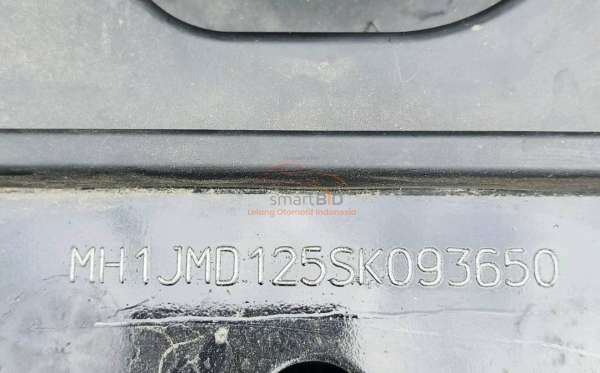 smartBID
Lelang Otomotif Indonesia
MH1JMD125SK093650